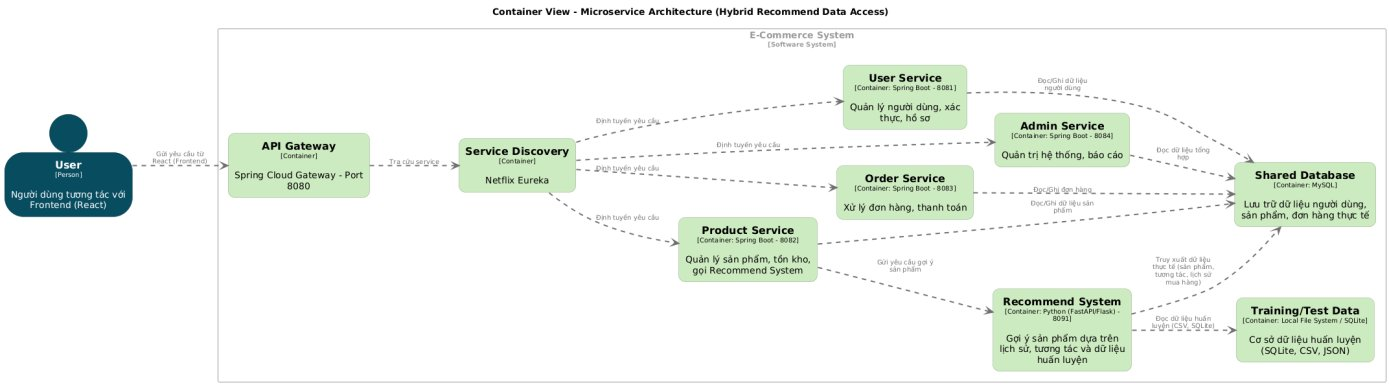 Container View - Microservice Architecture (Hybrid Recommend Data Access)
E-Commerce System
[Software System]
User
[Person]
Người dùng tương tác với
Frontend (React)
Gửi yêu cầu từ
React (Frontend)
API Gateway
[Container]
Spring Cloud Gateway - Port
8080
Tra cứu service
Service Discovery
[Container]
Netflix Eureka
Định tuyến yêu cầu
Định tuyến yêu cầu
Định tuyến yêu cầu
Định tuyến yêu cầu
User Service
[Container: Spring Boot - 8081]
Quản lý người dùng, xác
thực, hồ sơ
Admin Service
[Container: Spring Boot - 8084]
Quản trị hệ thống, báo cáo
Order Service
[Container: Spring Boot - 8083]
Xử lý đơn hàng, thanh toán
Product Service
[Container: Spring Boot - 8082]
Quản lý sản phẩm, tồn kho,
gọi Recommend System
Đọc/Ghi dữ liệu
người dùng
Đọc dữ liệu tổng
hợp
Đọc/Ghi đơn hàng
Đọc/Ghi dữ liệu sản
phẩm
Gửi yêu cầu gợi ý
sản phẩm
Recommend System
[Container: Python (FastAPI/Flask) -
8091]
Gợi ý sản phẩm dựa trên
lịch sử, tương tác và dữ liệu
huấn luyện
Truy xuất dữ liệu
thực tế (sản phẩm,
tương tác, lịch sử
mua hàng)
Đọc dữ liệu huấn
luyện (CSV, SQLite)
Shared Database
[Container: MySQL]
Lưu trữ dữ liệu người dùng,
sản phẩm, đơn hàng thực tế
Training/Test Data
[Container: Local File System / SQLite]
Cơ sở dữ liệu huấn luyện
(SQLite, CSV, JSON)